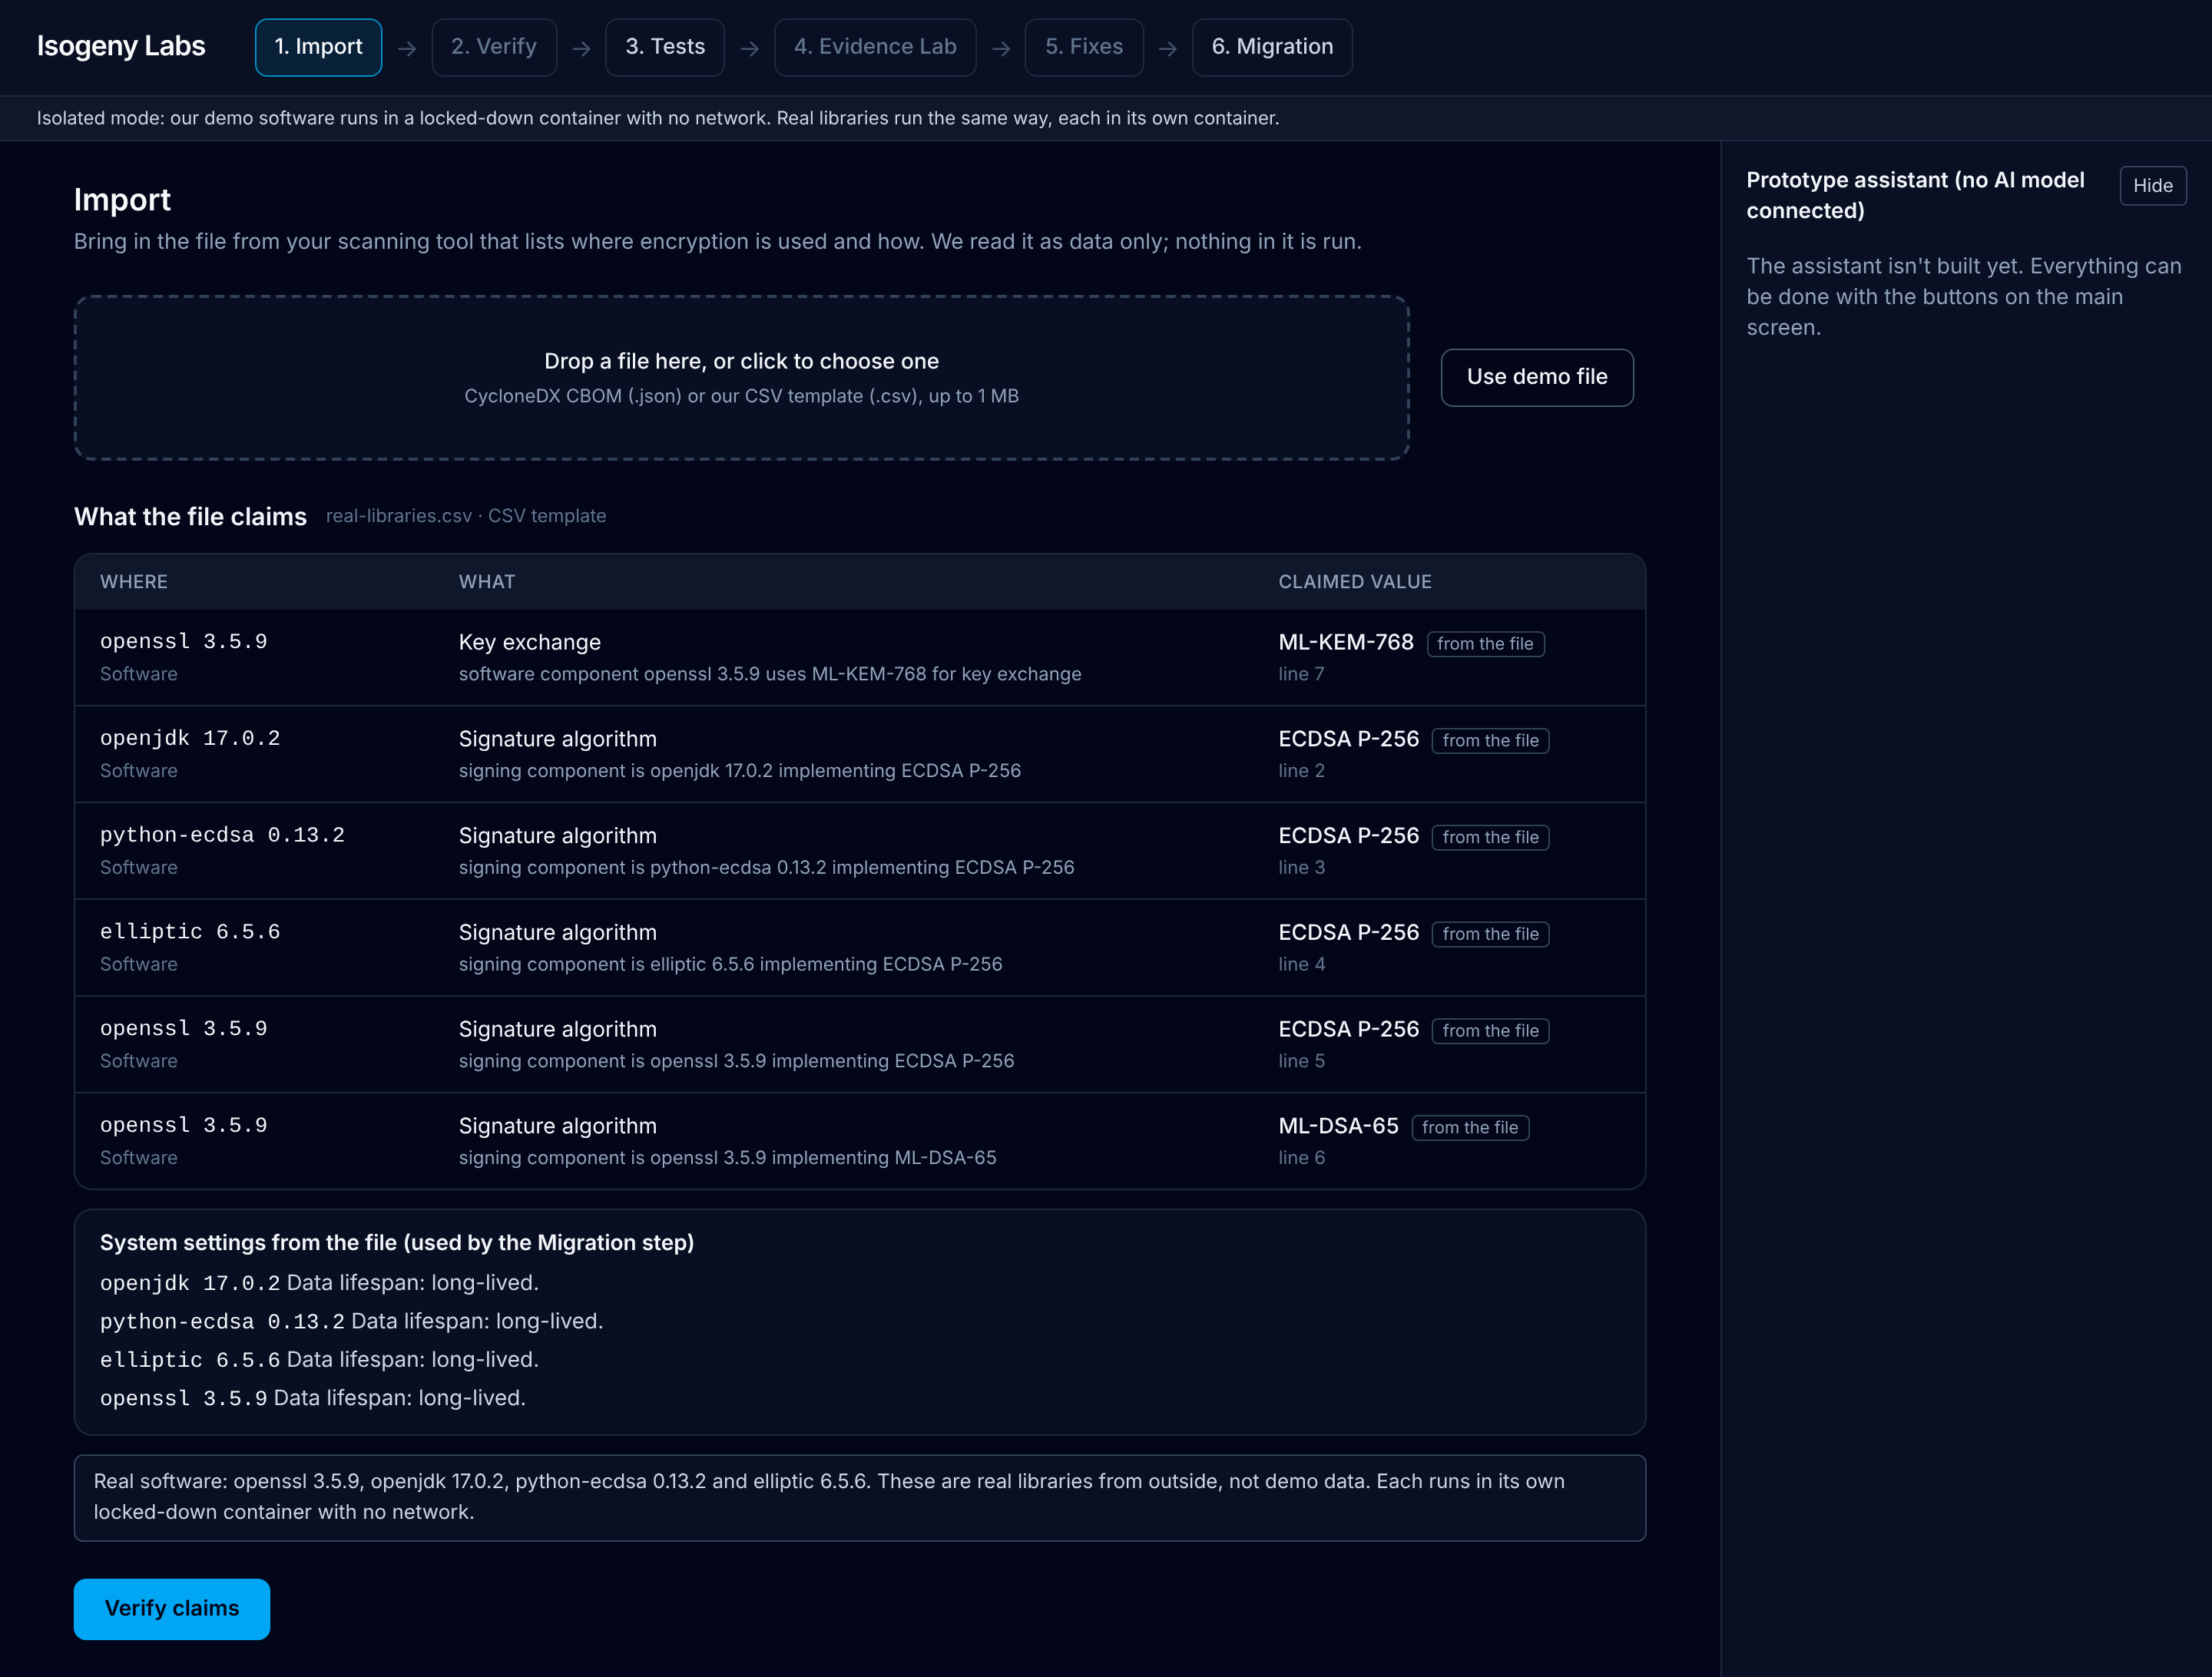 Isogeny Labs
1. Import → 2. Verify → 3. Tests → 4. Evidence Lab → 5. Fixes → 6. Migration
Isolated mode: our demo software runs in a locked-down container with no network. Real libraries run the same way, each in its own container.
Import
Bring in the file from your scanning tool that lists where encryption is used and how. We read it as data only; nothing in it is run.
Drop a file here, or click to choose one
CycloneDX CBOM (.json) or our CSV template (.csv), up to 1 MB
Use demo file
What the file claims real-libraries.csv · CSV template
WHERE WHAT CLAIMED VALUE
openssl 3.5.9 Key exchange ML-KEM-768 from the file
Software software component openssl 3.5.9 uses ML-KEM-768 for key exchange line 7
openjdk 17.0.2 Signature algorithm ECDSA P-256 from the file
Software signing component is openjdk 17.0.2 implementing ECDSA P-256 line 2
python-ecdsa 0.13.2 Signature algorithm ECDSA P-256 from the file
Software signing component is python-ecdsa 0.13.2 implementing ECDSA P-256 line 3
elliptic 6.5.6 Signature algorithm ECDSA P-256 from the file
Software signing component is elliptic 6.5.6 implementing ECDSA P-256 line 4
openssl 3.5.9 Signature algorithm ECDSA P-256 from the file
Software signing component is openssl 3.5.9 implementing ECDSA P-256 line 5
openssl 3.5.9 Signature algorithm ML-DSA-65 from the file
Software signing component is openssl 3.5.9 implementing ML-DSA-65 line 6
System settings from the file (used by the Migration step)
openjdk 17.0.2 Data lifespan: long-lived.
python-ecdsa 0.13.2 Data lifespan: long-lived.
elliptic 6.5.6 Data lifespan: long-lived.
openssl 3.5.9 Data lifespan: long-lived.
Real software: openssl 3.5.9, openjdk 17.0.2, python-ecdsa 0.13.2 and elliptic 6.5.6. These are real libraries from outside, not demo data. Each runs in its own
locked-down container with no network.
Verify claims
Prototype assistant (no AI model
connected)
Hide
The assistant isn't built yet. Everything can
be done with the buttons on the main
screen.